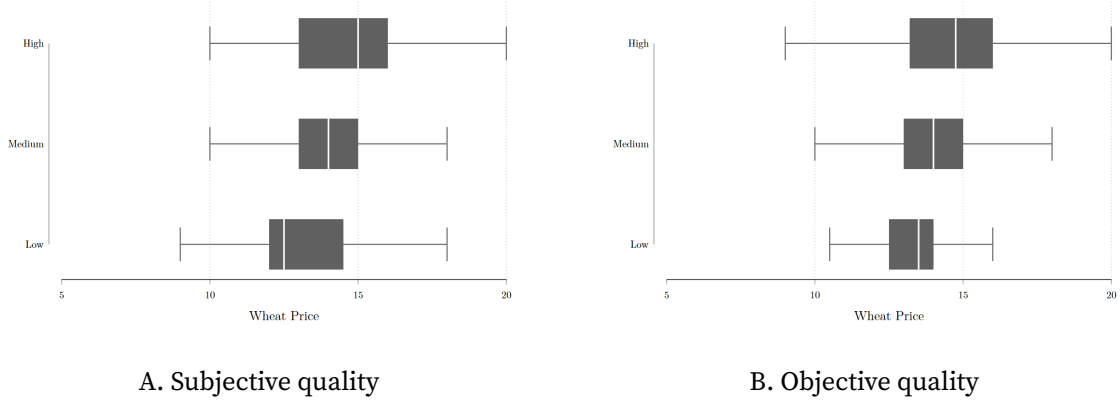 High
Medium
Low
5 10 15 20
Wheat Price
A. Subjective quality
High
Medium
Low
5 10 15 20
Wheat Price
B. Objective quality